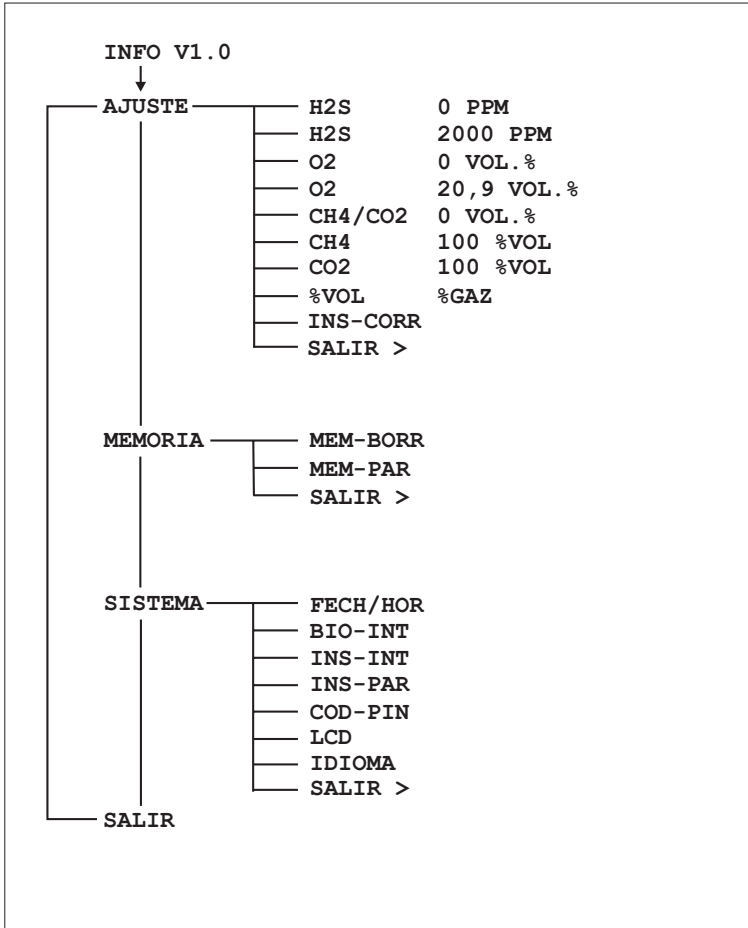 INFO V1.0
AJUSTE H2S 0 PPM
H2S 2000 PPM
O2 0 VOL.%
O2 20,9 VOL.%
CH4/CO2 0 VOL.%
CH4 100 %VOL
CO2 100 %VOL
%VOL %GAZ
INS-CORR
SALIR >
MEMORIA MEM-BORR
MEM-PAR
SALIR >
SISTEMA FECH/HOR
BIO-INT
INS-INT
INS-PAR
COD-PIN
LCD
IDIOMA
SALIR >
SALIR